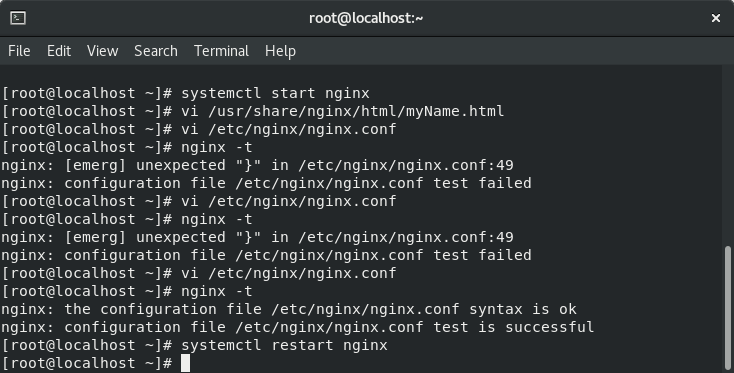 root@localhost:~
File Edit View Search Terminal Help
[root@localhost ~]# systemctl start nginx
[root@localhost ~]# vi /usr/share/nginx/html/myName.html
[root@localhost ~]# vi /etc/nginx/nginx.conf
[root@localhost ~]# nginx -t
nginx: [emerg] unexpected "}" in /etc/nginx/nginx.conf:49
nginx: configuration file /etc/nginx/nginx.conf test failed
[root@localhost ~]# vi /etc/nginx/nginx.conf
[root@localhost ~]# nginx -t
nginx: [emerg] unexpected "}" in /etc/nginx/nginx.conf:49
nginx: configuration file /etc/nginx/nginx.conf test failed
[root@localhost ~]# vi /etc/nginx/nginx.conf
[root@localhost ~]# nginx -t
nginx: the configuration file /etc/nginx/nginx.conf syntax is ok
nginx: configuration file /etc/nginx/nginx.conf test is successful
[root@localhost ~]# systemctl restart nginx
[root@localhost ~]#